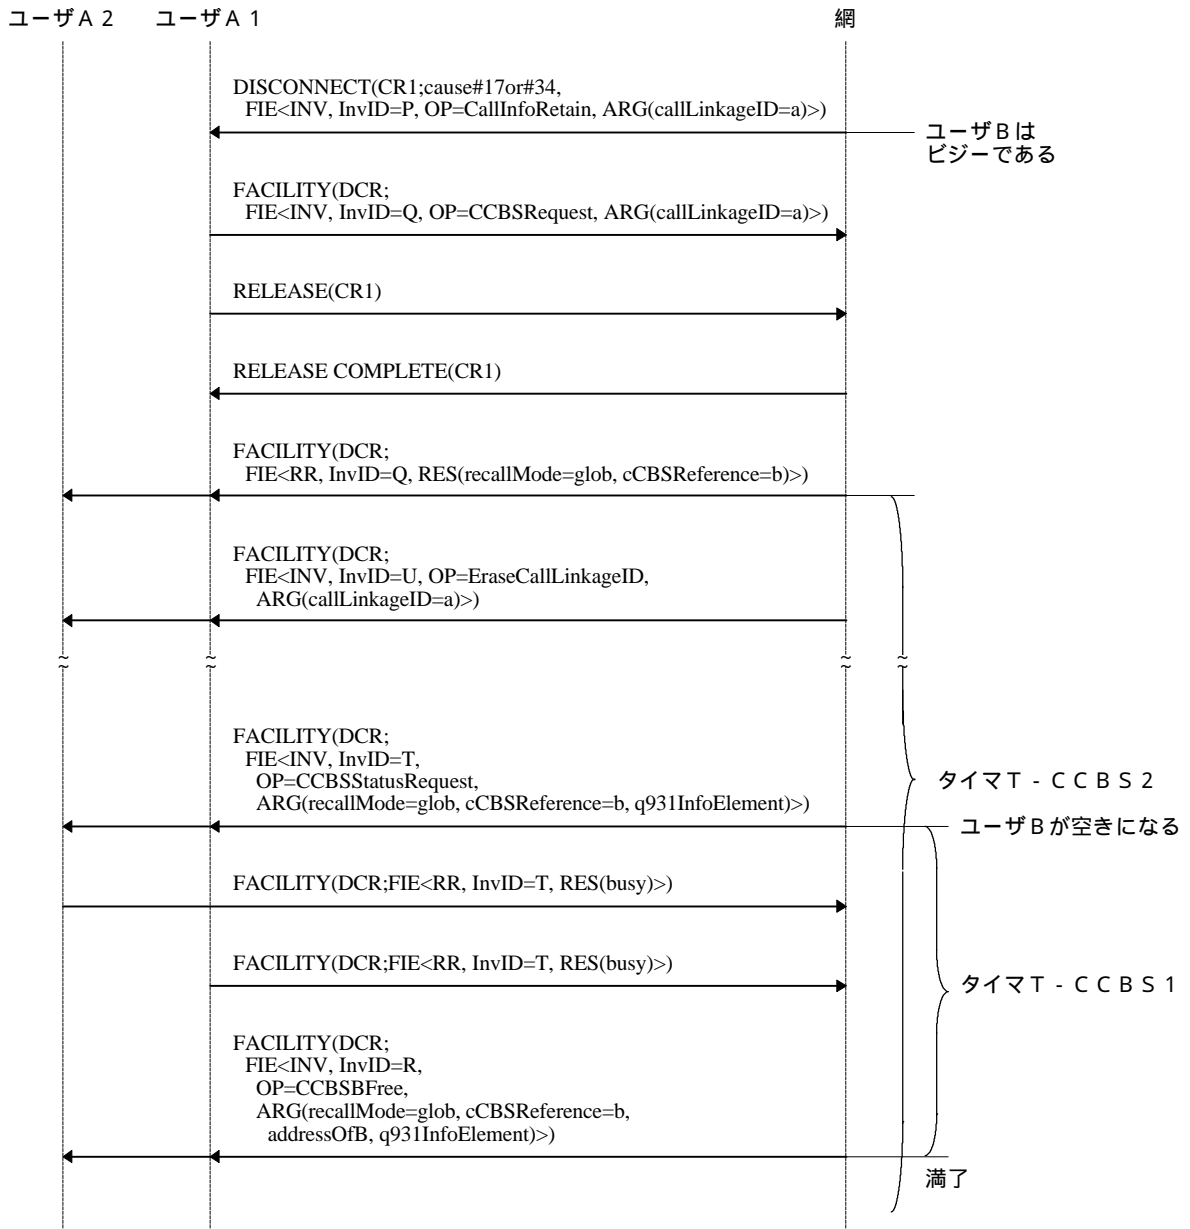 ユーザA2 ユーザA1 網
DISCONNECT(CR1;cause#17or#34,
FIE<INV, InvID=P, OP=CallInfoRetain, ARG(callLinkageID=a)>)
ユーザBは
ビジーである
FACILITY(DCR;
FIE<INV, InvID=Q, OP=CCBSRequest, ARG(callLinkageID=a)>)
RELEASE(CR1)
RELEASE COMPLETE(CR1)
FACILITY(DCR;
FIE<RR, InvID=Q, RES(recallMode=glob, cCBSReference=b)>)
FACILITY(DCR;
FIE<INV, InvID=U, OP=EraseCallLinkageID,
ARG(callLinkageID=a)>)
FACILITY(DCR;
FIE<INV, InvID=T,
OP=CCBSStatusRequest,
ARG(recallMode=glob, cCBSReference=b, q931InfoElement)>)
タイマT-CCBS2
ユーザBが空きになる
FACILITY(DCR;FIE<RR, InvID=T, RES(busy)>)
FACILITY(DCR;FIE<RR, InvID=T, RES(busy)>)
タイマT-CCBS1
FACILITY(DCR;
FIE<INV, InvID=R,
OP=CCBSBFree,
ARG(recallMode=glob, cCBSReference=b,
addressOfB, q931InfoElement)>)
満了